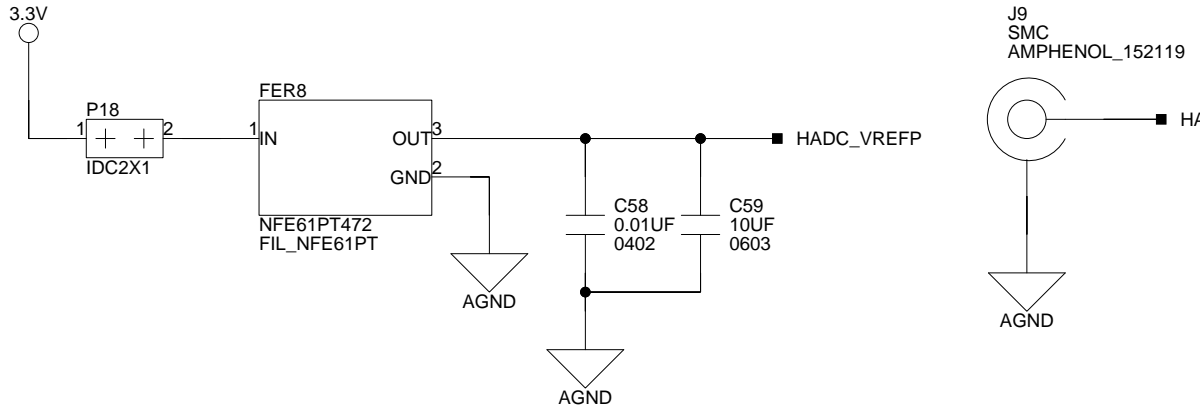 3.3V
P18
1
2
IDC2X1
FER8
1
IN
OUT
3
GND
2
NFE61PT472
FIL_NFE61PT
AGND
HADC_VREFP
C58
0.01UF
0402
C59
10UF
0603
AGND
J9
SMC
AMPHENOL_152119
HA
AGND